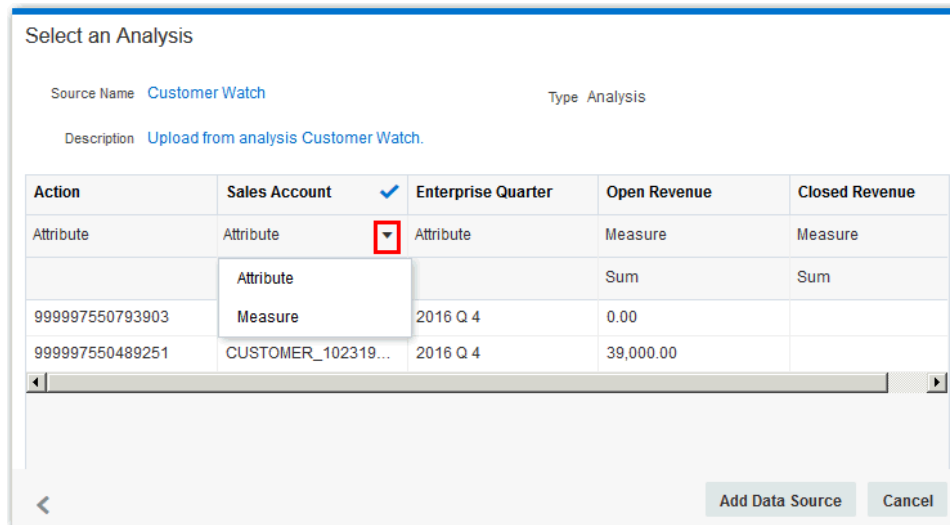 Select an Analysis
Source Name Customer Watch Type Analysis
Description Upload from analysis Customer Watch.
Action Sales Account Enterprise Quarter Open Revenue Closed Revenue
Attribute Attribute Attribute Measure Measure
Attribute Sum Sum
999997550793903 Measure 2016 Q 4 0.00
999997550489251 CUSTOMER_102319... 2016 Q 4 39,000.00
Add Data Source Cancel